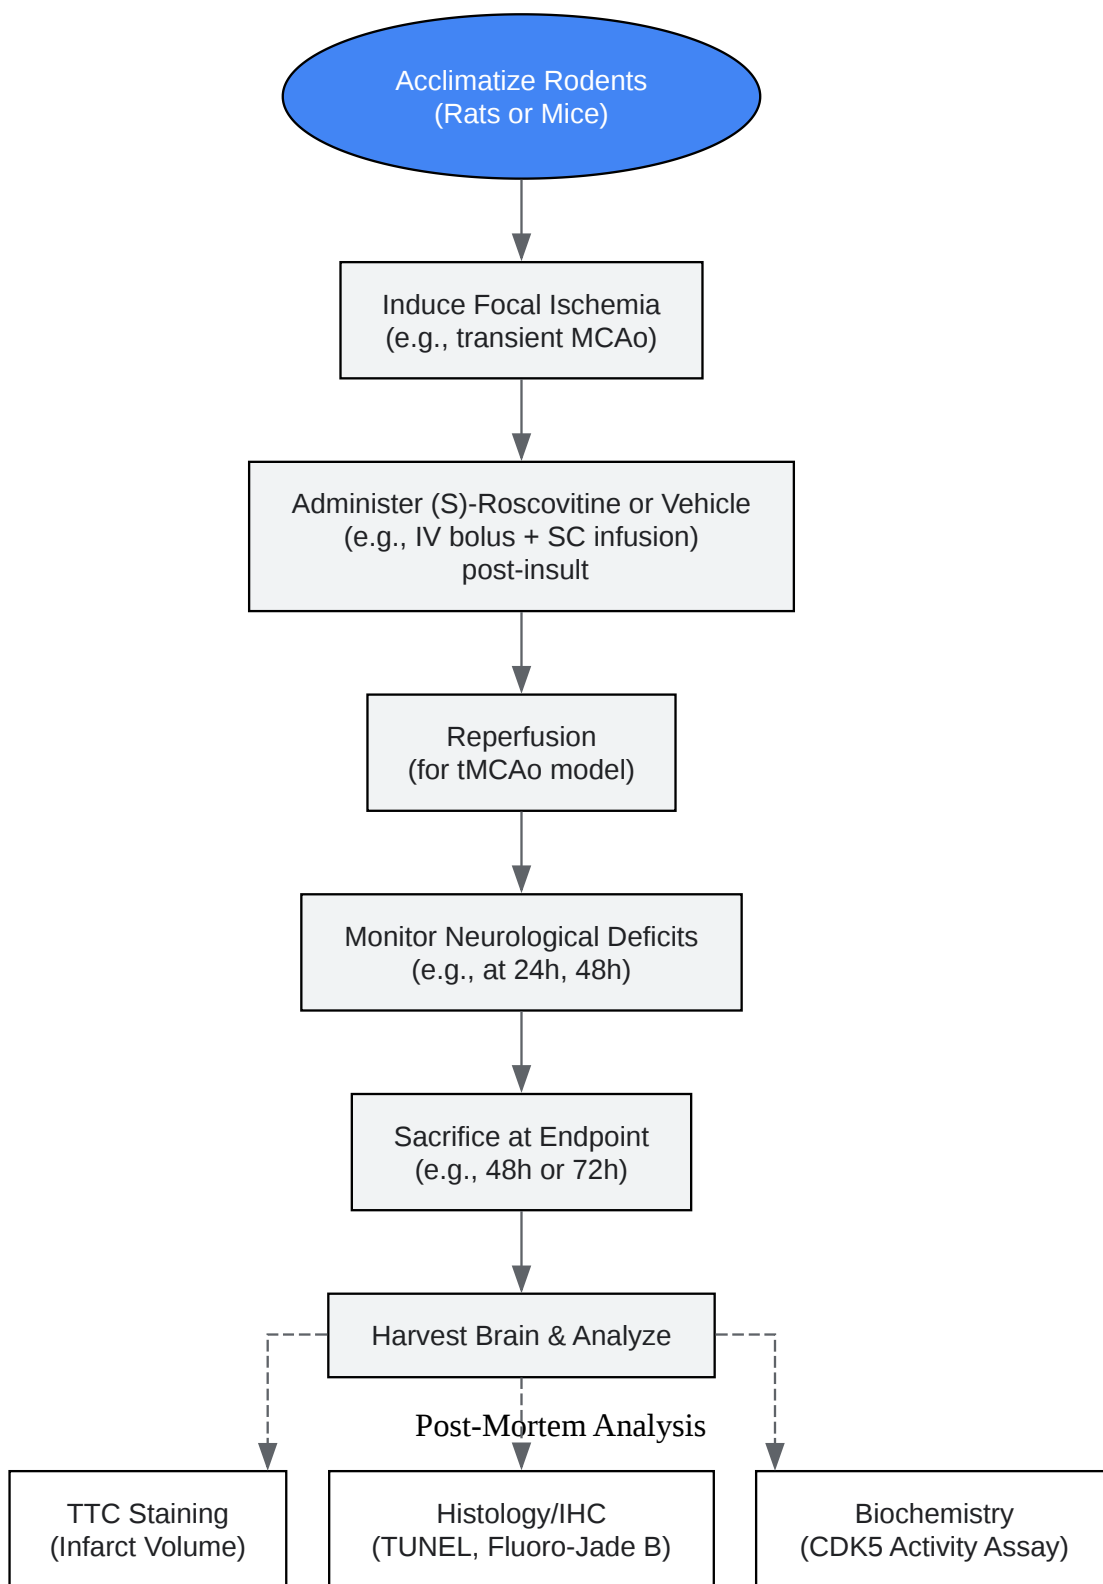 Acclimatize Rodents
(Rats or Mice)
Induce Focal Ischemia
(e.g., transient MCAo)
Administer (S)-Roscovitine or Vehicle
(e.g., IV bolus + SC infusion)
post-insult
Reperfusion
(for tMCAo model)
Monitor Neurological Deficits
(e.g., at 24h, 48h)
Sacrifice at Endpoint
(e.g., 48h or 72h)
Harvest Brain & Analyze
Post-Mortem Analysis
TTC Staining
(Infarct Volume)
Histology/IHC
(TUNEL, Fluoro-Jade B)
Biochemistry
(CDK5 Activity Assay)